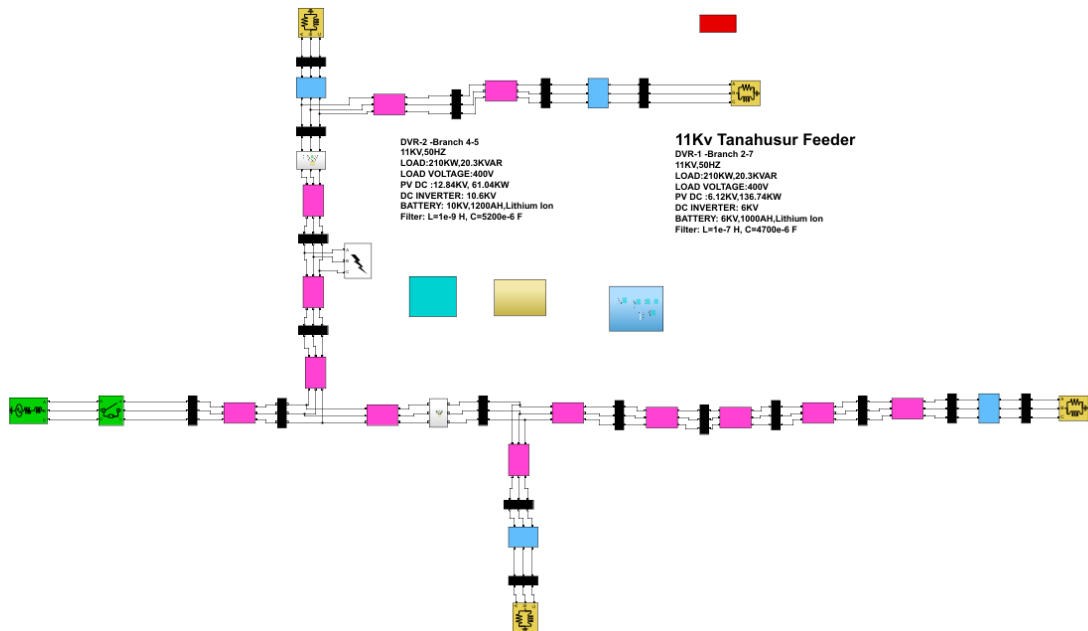 DVR-2 -Branch 4-5
11KV,50HZ
LOAD:210KW,20.3KVAR
LOAD VOLTAGE:400V
PV DC :12.84KV, 61.04KW
DC INVERTER: 10.6KV
BATTERY: 10KV,1200AH,Lithium Ion
Filter: L=1e-9 H, C=5200e-6 F
11Kv Tanahusur Feeder
DVR-1 -Branch 2-7
11KV,50HZ
LOAD:210KW,20.3KVAR
LOAD VOLTAGE:400V
PV DC :6.12KV,136.74KW
DC INVERTER: 6KV
BATTERY: 6KV,1000AH,Lithium Ion
Filter: L=1e-7 H, C=4700e-6 F